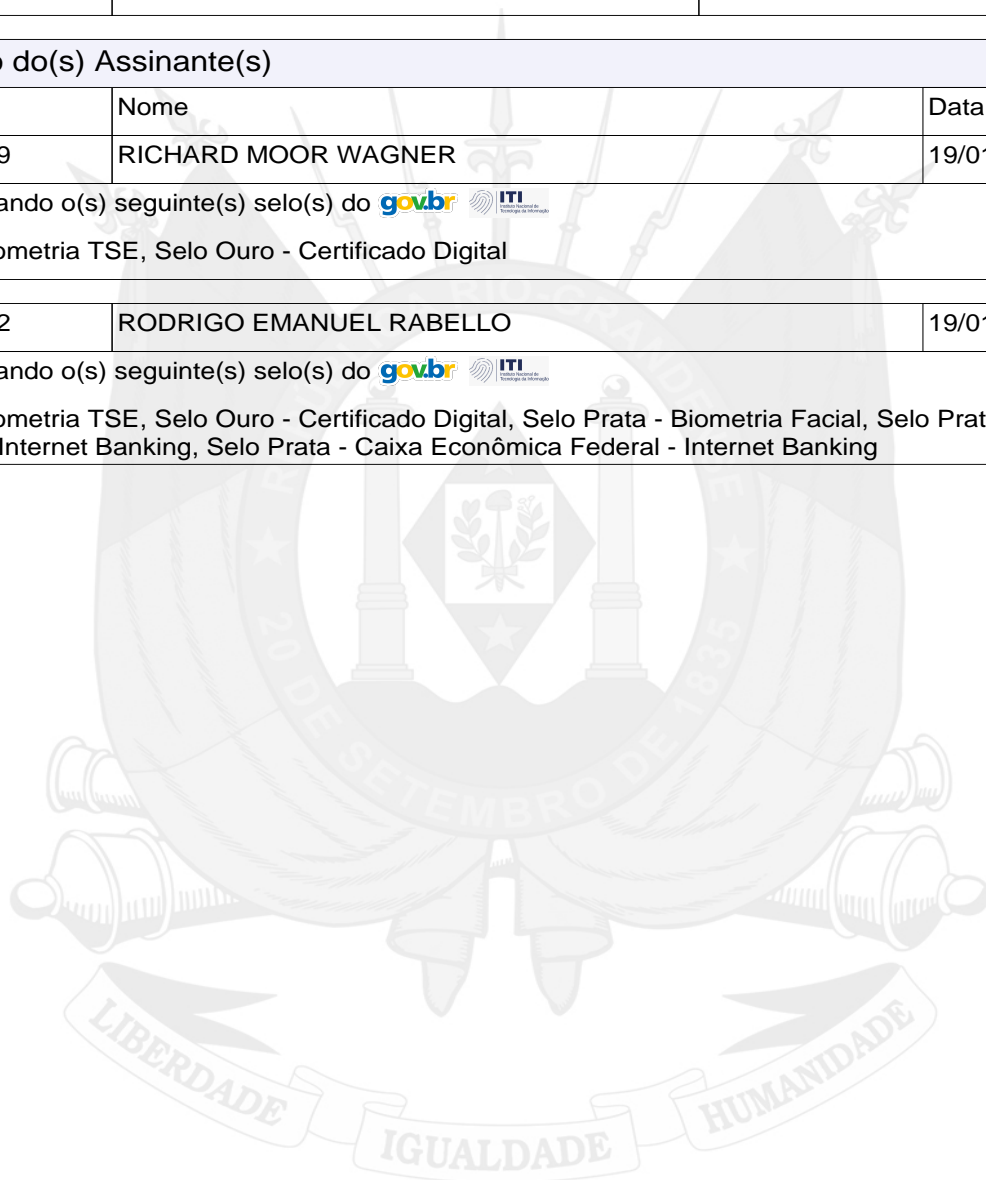 o do(s) Assinante(s)
Nome
Data
9
RICHARD MOOR WAGNER
19/01
ando o(s) seguinte(s) selo(s) do gov.br ITI
ometria TSE, Selo Ouro - Certificado Digital
2
RODRIGO EMANUEL RABELLO
19/01
ando o(s) seguinte(s) selo(s) do gov.br ITI
ometria TSE, Selo Ouro - Certificado Digital, Selo Prata - Biometria Facial, Selo Prat
Internet Banking, Selo Prata - Caixa Econômica Federal - Internet Banking
20 DE SETEMBRO DE 1835
LIBERDADE
IGUALDADE
HUMANIDADE